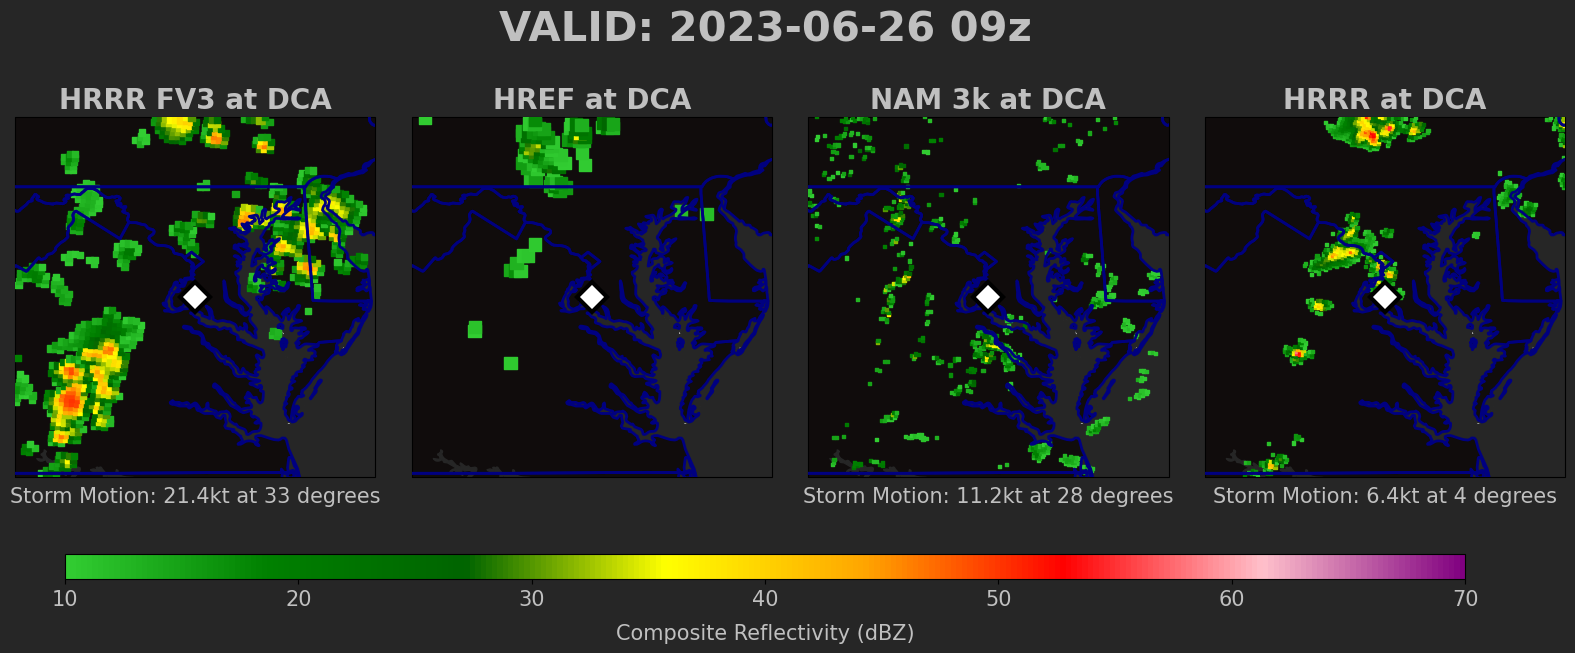 VALID: 2023-06-26 09z
HRRR FV3 at DCA
HREF at DCA
NAM 3k at DCA
HRRR at DCA
Storm Motion: 21.4kt at 33 degrees
Storm Motion: 11.2kt at 28 degrees
Storm Motion: 6.4kt at 4 degrees
10 20 30 40 50 60 70
Composite Reflectivity (dBZ)